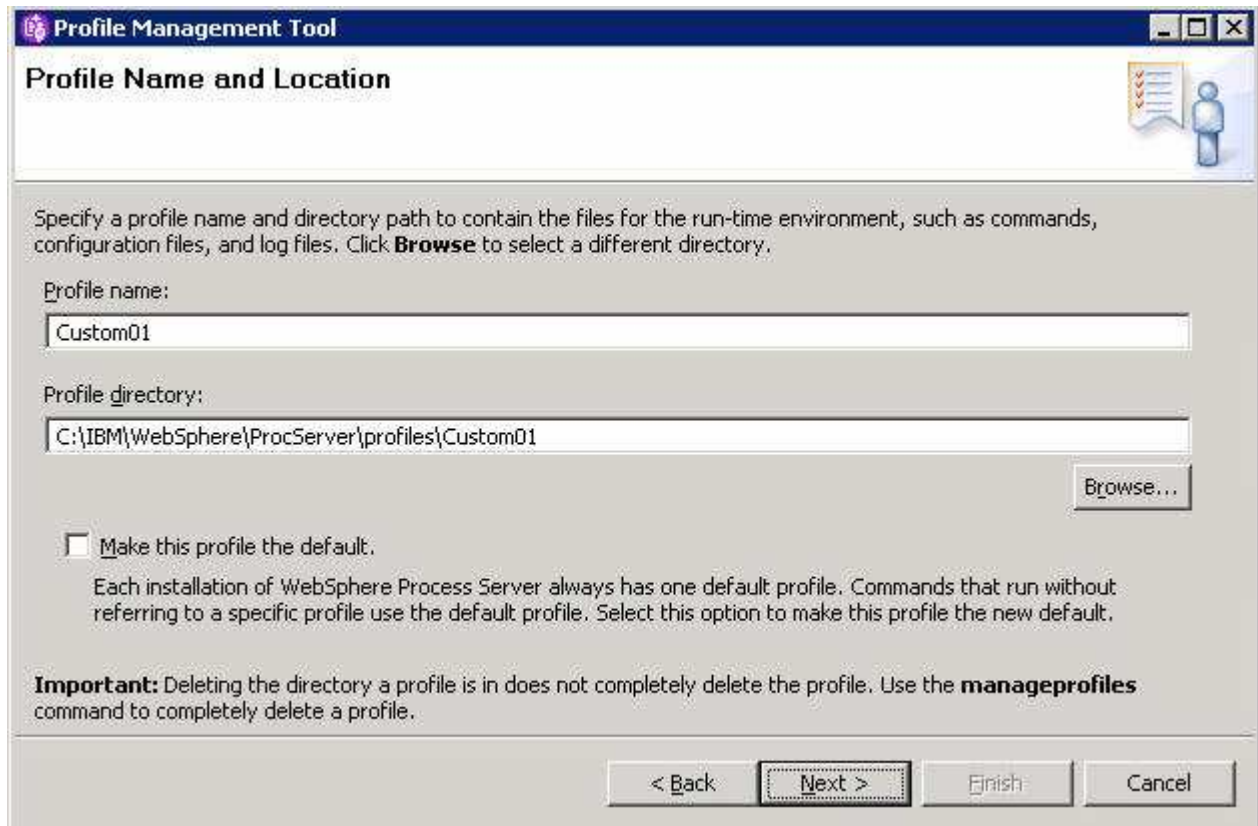 Profile Management Tool
Profile Name and Location
Specify a profile name and directory path to contain the files for the run-time environment, such as commands,
configuration files, and log files. Click Browse to select a different directory.
Profile name:
Custom01
Profile directory:
C:\IBM\WebSphere\ProcServer\profiles\Custom01
Browse...
Make this profile the default.
Each installation of WebSphere Process Server always has one default profile. Commands that run without
referring to a specific profile use the default profile. Select this option to make this profile the new default.
Important: Deleting the directory a profile is in does not completely delete the profile. Use the manageprofiles
command to completely delete a profile.
< Back Next > Finish Cancel